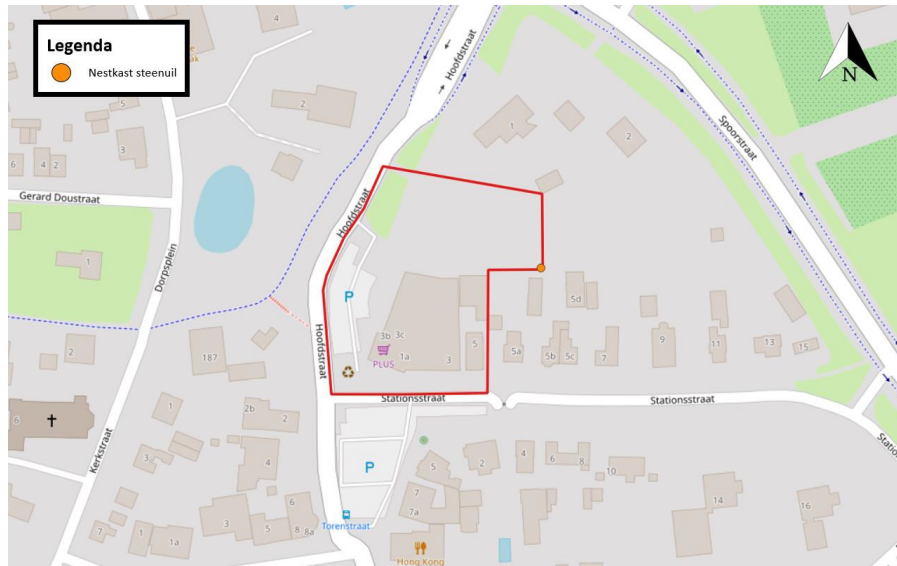 Legenda
Nestkast steenuil
N
4
5
3
6
4 2
2
Hoofdstraat
1
2
Spoorstraat
Gerard Doustraat
Hoofdstraat
Dorpsplein
1
P
5d
3b 3c
PLUS
1a
3
5
5a
5b 5c
7
9
11
13
15
2
187
Hoofdstraat
Stationsstraat
Stationsstraat
6
Kerkstraat
1
2b 2
3
4
P
5
2
4
6 8
10
7
7a
14
16
7
1
1a
3
5
6
8 8a
Torenstraat
Hong Kong